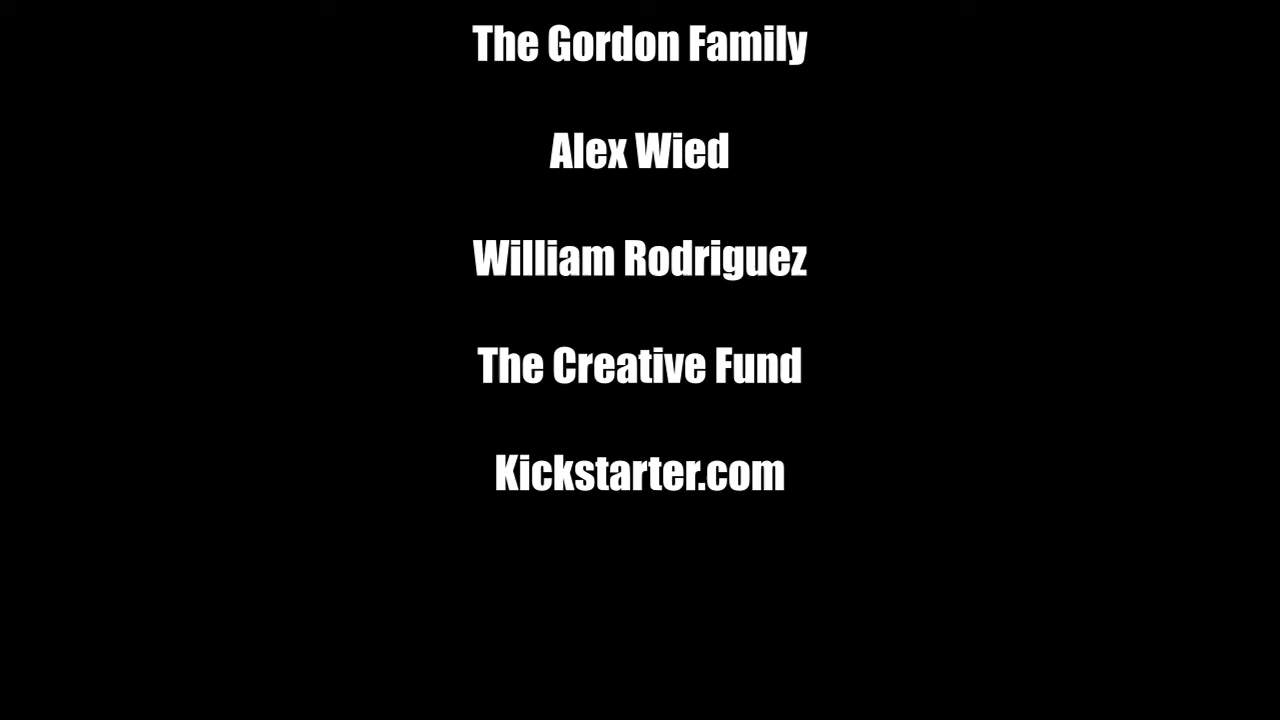 The Gordon Family
Alex Wied
William Rodriguez
The Creative Fund
Kickstarter.com